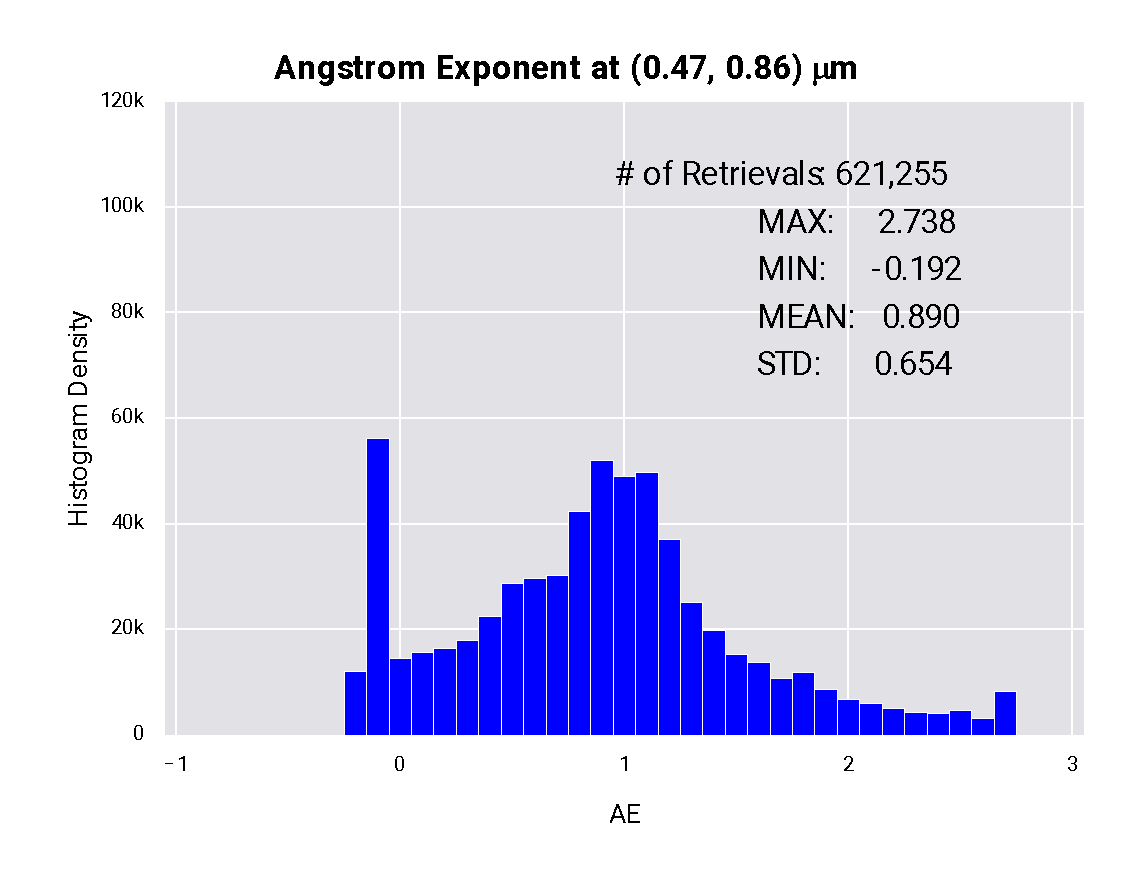 Angstrom Exponent at (0.47, 0.86) μm
120k
100k
80k
60k
40k
20k
0
Histogram Density
# of Retrievals: 621,255
MAX: 2.738
MIN: -0.192
MEAN: 0.890
STD: 0.654
−1 0 1 2 3
AE